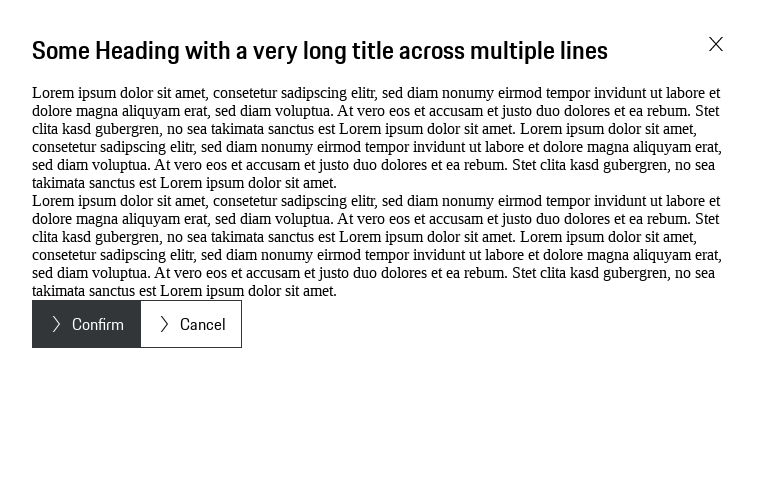 Some Heading with a very long title across multiple lines
Lorem ipsum dolor sit amet, consetetur sadipscing elitr, sed diam nonumy eirmod tempor invidunt ut labore et
dolore magna aliquyam erat, sed diam voluptua. At vero eos et accusam et justo duo dolores et ea rebum. Stet
clita kasd gubergren, no sea takimata sanctus est Lorem ipsum dolor sit amet. Lorem ipsum dolor sit amet,
consetetur sadipscing elitr, sed diam nonumy eirmod tempor invidunt ut labore et dolore magna aliquyam erat,
sed diam voluptua. At vero eos et accusam et justo duo dolores et ea rebum. Stet clita kasd gubergren, no sea
takimata sanctus est Lorem ipsum dolor sit amet.
Lorem ipsum dolor sit amet, consetetur sadipscing elitr, sed diam nonumy eirmod tempor invidunt ut labore et
dolore magna aliquyam erat, sed diam voluptua. At vero eos et accusam et justo duo dolores et ea rebum. Stet
clita kasd gubergren, no sea takimata sanctus est Lorem ipsum dolor sit amet. Lorem ipsum dolor sit amet,
consetetur sadipscing elitr, sed diam nonumy eirmod tempor invidunt ut labore et dolore magna aliquyam erat,
sed diam voluptua. At vero eos et accusam et justo duo dolores et ea rebum. Stet clita kasd gubergren, no sea
takimata sanctus est Lorem ipsum dolor sit amet.
Confirm Cancel